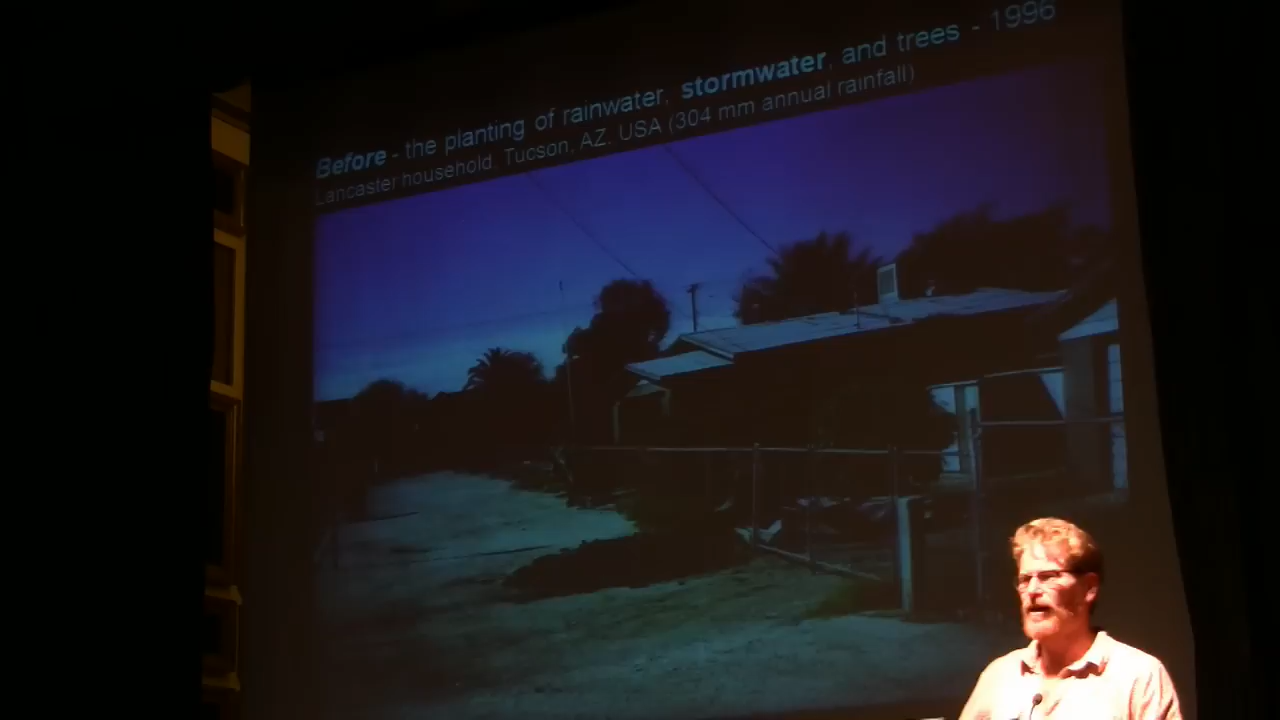 Before - the planting of rainwater, stormwater, and trees - 1996
Lancaster household, Tucson, AZ, USA (304 mm annual rainfall)